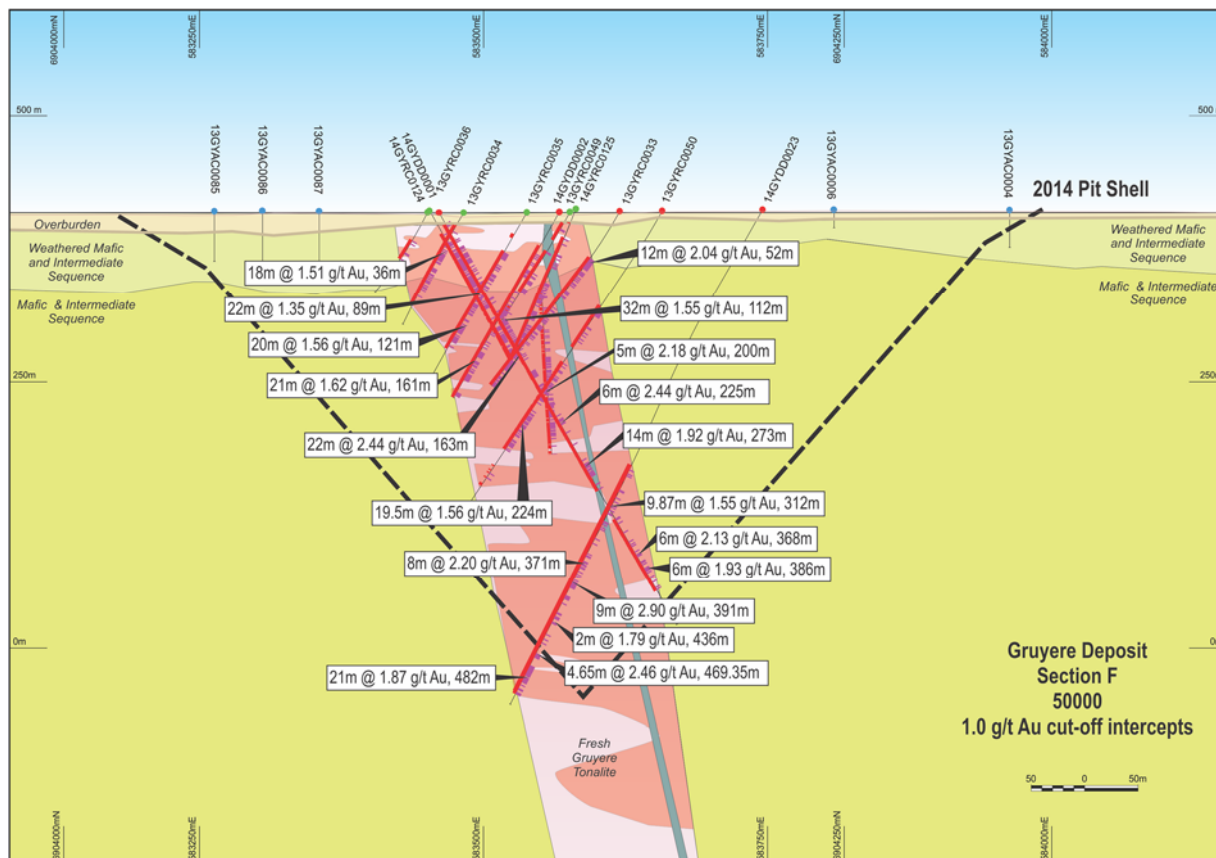 6904000mN
583250mE
583500mE
583750mE
6904250mN
584000mE
500 m
500 m
13GYAC0085
13GYAC0086
13GYAC0087
14GYRC0124
14GYDD0001
13GYRC0036
13GYRC0034
13GYRC0035
14GYDD0002
13GYRC0049
14GYRC0125
13GYRC0033
13GYRC0050
14GYDD0023
13GYAC0006
13GYAC0004
2014 Pit Shell
Overburden
Weathered Mafic
and Intermediate
Sequence
Mafic & Intermediate
Sequence
Weathered Mafic
and Intermediate
Sequence
Mafic & Intermediate
Sequence
18m @ 1.51 g/t Au, 36m
12m @ 2.04 g/t Au, 52m
22m @ 1.35 g/t Au, 89m
32m @ 1.55 g/t Au, 112m
20m @ 1.56 g/t Au, 121m
5m @ 2.18 g/t Au, 200m
21m @ 1.62 g/t Au, 161m
250m
250m
6m @ 2.44 g/t Au, 225m
22m @ 2.44 g/t Au, 163m
14m @ 1.92 g/t Au, 273m
19.5m @ 1.56 g/t Au, 224m
9.87m @ 1.55 g/t Au, 312m
6m @ 2.13 g/t Au, 368m
8m @ 2.20 g/t Au, 371m
6m @ 1.93 g/t Au, 386m
9m @ 2.90 g/t Au, 391m
2m @ 1.79 g/t Au, 436m
0m
21m @ 1.87 g/t Au, 482m
4.65m @ 2.46 g/t Au, 469.35m
Gruyere Deposit
Section F
50000
1.0 g/t Au cut-off intercepts
Fresh
Gruyere
Tonalite
50 0 50m
6904000mN
583250mE
583500mE
583750mE
6904250mN
584000mE